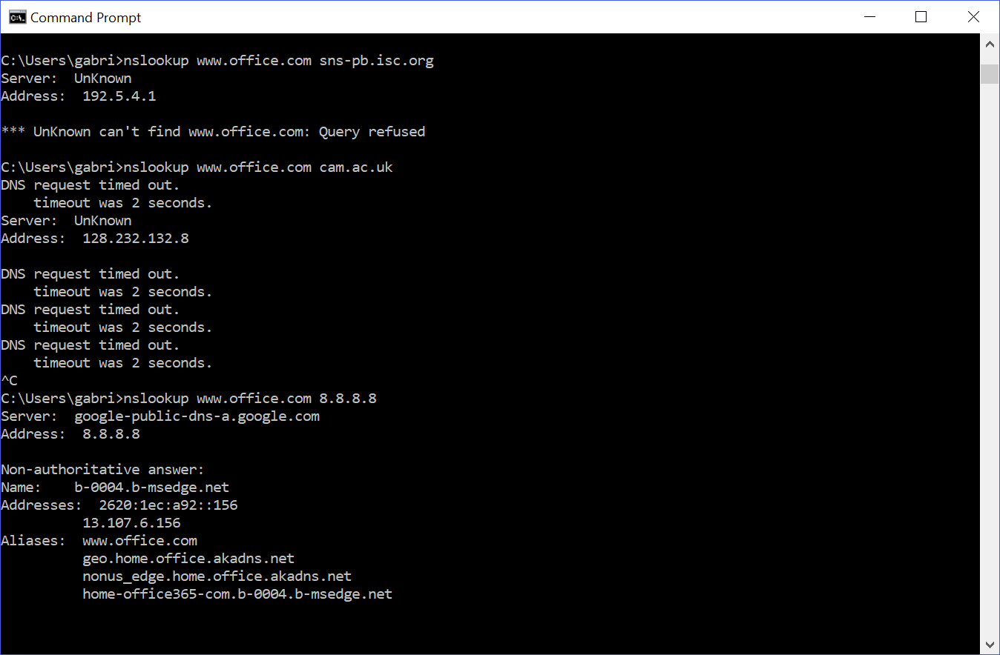 Command Prompt
C:\Users\gabri>nslookup www.office.com sns-pb.isc.org
Server:  UnKnown
Address:  192.5.4.1
*** UnKnown can't find www.office.com: Query refused
C:\Users\gabri>nslookup www.office.com cam.ac.uk
DNS request timed out.
    timeout was 2 seconds.
Server:  UnKnown
Address:  128.232.132.8
DNS request timed out.
    timeout was 2 seconds.
DNS request timed out.
    timeout was 2 seconds.
DNS request timed out.
    timeout was 2 seconds.
^C
C:\Users\gabri>nslookup www.office.com 8.8.8.8
Server:  google-public-dns-a.google.com
Address:  8.8.8.8
Non-authoritative answer:
Name:    b-0004.b-msedge.net
Addresses:  2620:1ec:a92::156
          13.107.6.156
Aliases:  www.office.com
          geo.home.office.akadns.net
          nonus_edge.home.office.akadns.net
          home-office365-com.b-0004.b-msedge.net